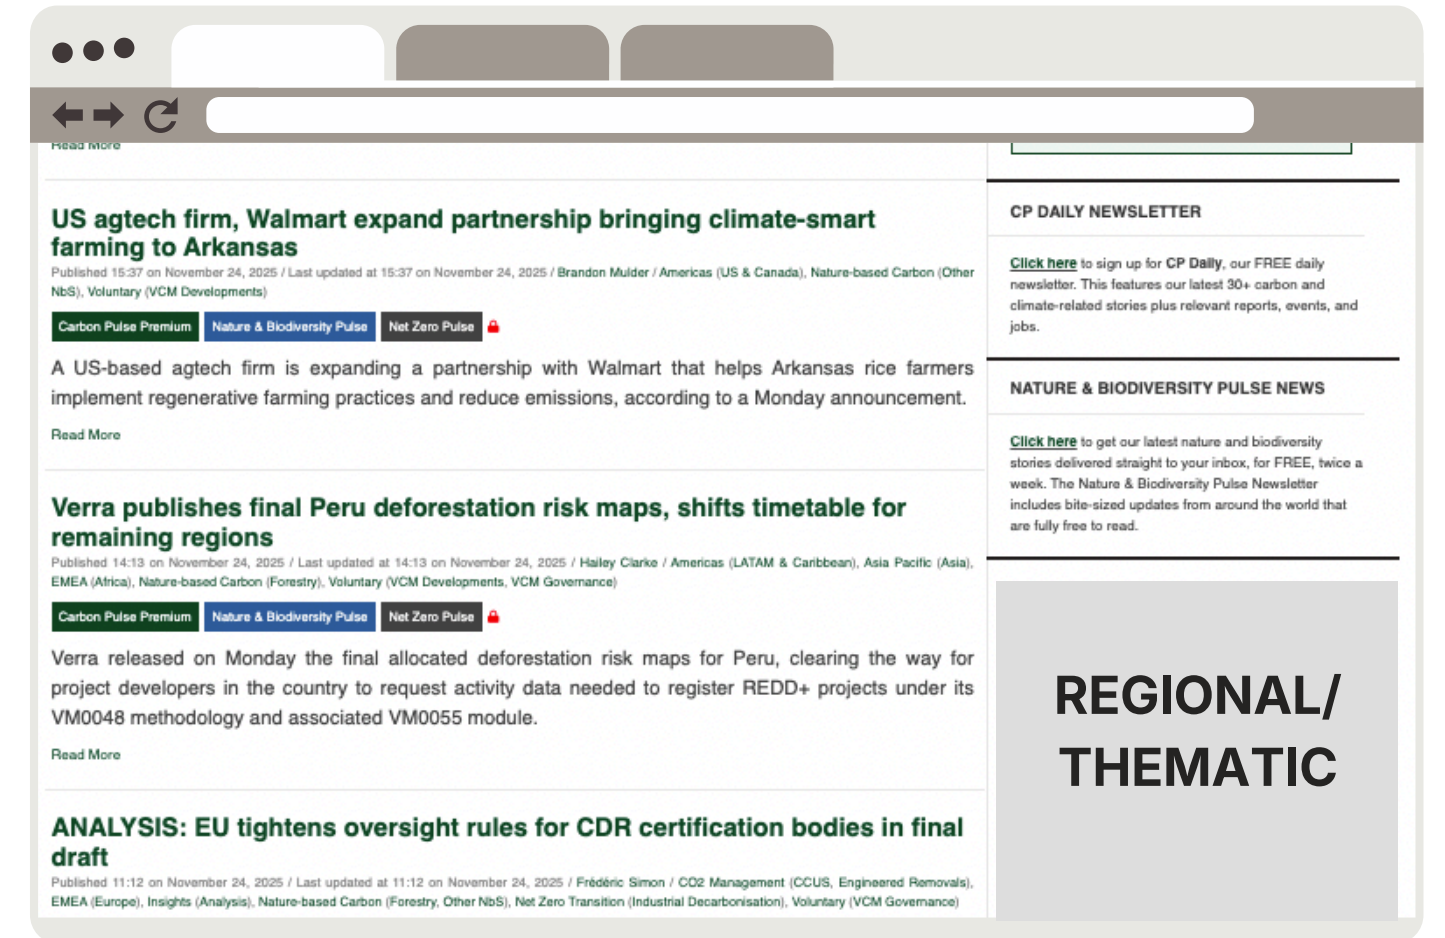 Read More
US agtech firm, Walmart expand partnership bringing climate-smart
farming to Arkansas
Published 15:37 on November 24, 2025 / Last updated at 15:37 on November 24, 2025 / Brandon Mulder / Americas (US & Canada), Nature-based Carbon (Other
NbS), Voluntary (VCM Developments)
Carbon Pulse Premium Nature & Biodiversity Pulse Net Zero Pulse
A US-based agtech firm is expanding a partnership with Walmart that helps Arkansas rice farmers
implement regenerative farming practices and reduce emissions, according to a Monday announcement.
Read More
Verra publishes final Peru deforestation risk maps, shifts timetable for
remaining regions
Published 14:13 on November 24, 2025 / Last updated at 14:13 on November 24, 2025 / Hailey Clarke / Americas (LATAM & Caribbean), Asia Pacific (Asia),
EMEA (Africa), Nature-based Carbon (Forestry), Voluntary (VCM Developments, VCM Governance)
Carbon Pulse Premium Nature & Biodiversity Pulse Net Zero Pulse
Verra released on Monday the final allocated deforestation risk maps for Peru, clearing the way for
project developers in the country to request activity data needed to register REDD+ projects under its
VM0048 methodology and associated VM0055 module.
Read More
ANALYSIS: EU tightens oversight rules for CDR certification bodies in final
draft
Published 11:12 on November 24, 2025 / Last updated at 11:12 on November 24, 2025 / Frédéric Simon / CO2 Management (CCUS, Engineered Removals),
EMEA (Europe), Insights (Analysis), Nature-based Carbon (Forestry, Other NbS), Net Zero Transition (Industrial Decarbonisation), Voluntary (VCM Governance)
CP DAILY NEWSLETTER
Click here to sign up for CP Daily, our FREE daily
newsletter. This features our latest 30+ carbon and
climate-related stories plus relevant reports, events, and
jobs.
NATURE & BIODIVERSITY PULSE NEWS
Click here to get our latest nature and biodiversity
stories delivered straight to your inbox, for FREE, twice a
week. The Nature & Biodiversity Pulse Newsletter
includes bite-sized updates from around the world that
are fully free to read.
REGIONAL/
THEMATIC